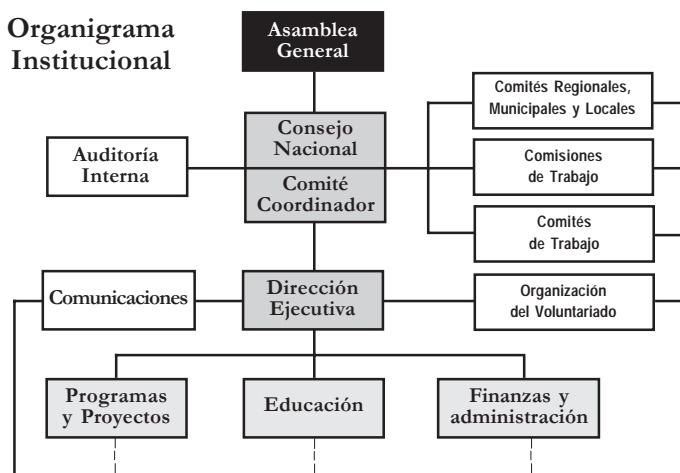 Organigrama
Institucional
Asamblea
General
Comités Regionales,
Municipales y Locales
Consejo
Nacional
Auditoría
Interna
Comisiones
de Trabajo
Comité
Coordinador
Comités
de Trabajo
Comunicaciones
Dirección
Ejecutiva
Organización
del Voluntariado
Programas
y Proyectos
Educación
Finanzas y
administración